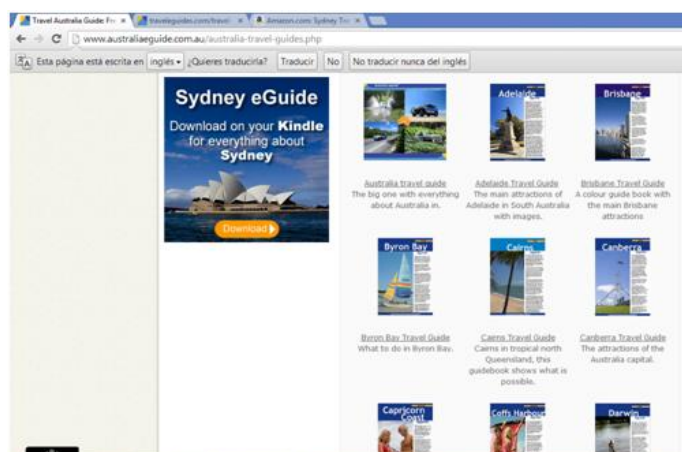 Travel Australia Guide: Fre
traveleguides.com/travel-
Amazon.com: Sydney Tra
www.australiaeguide.com.au/australia-travel-guides.php
Esta página está escrita en inglés ¿Quieres traducirla? Traducir No No traducir nunca del inglés
Sydney eGuide
Download on your Kindle
for everything about
Sydney
Download
Adelaide
Brisbane
Australia travel guide
The big one with everything
about Australia in.
Adelaide Travel Guide
The main attractions of
Adelaide in South Australia
with images.
Brisbane Travel Guide
A colour guide book with
the main Brisbane
attractions
Byron Bay
Cairns
Canberra
Byron Bay Travel Guide
What to do in Byron Bay.
Cairns Travel Guide
Cairns in tropical north
Queensland, this
guidebook shows what is
possible.
Canberra Travel Guide
The attractions of the
Australia capital.
Capricorn
Coast
Coffs Harbour
Darwin